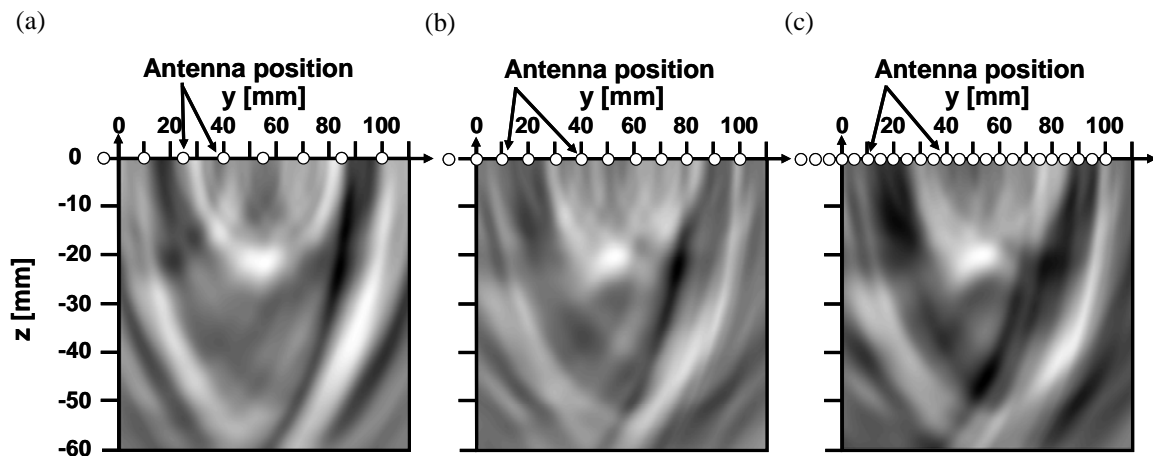 (a)
Antenna position
y [mm]
0 20 40 60 80 100
0
-10
-20
-30
-40
-50
-60
z [mm]
(b)
Antenna position
y [mm]
0 20 40 60 80 100
(c)
Antenna position
y [mm]
0 20 40 60 80 100